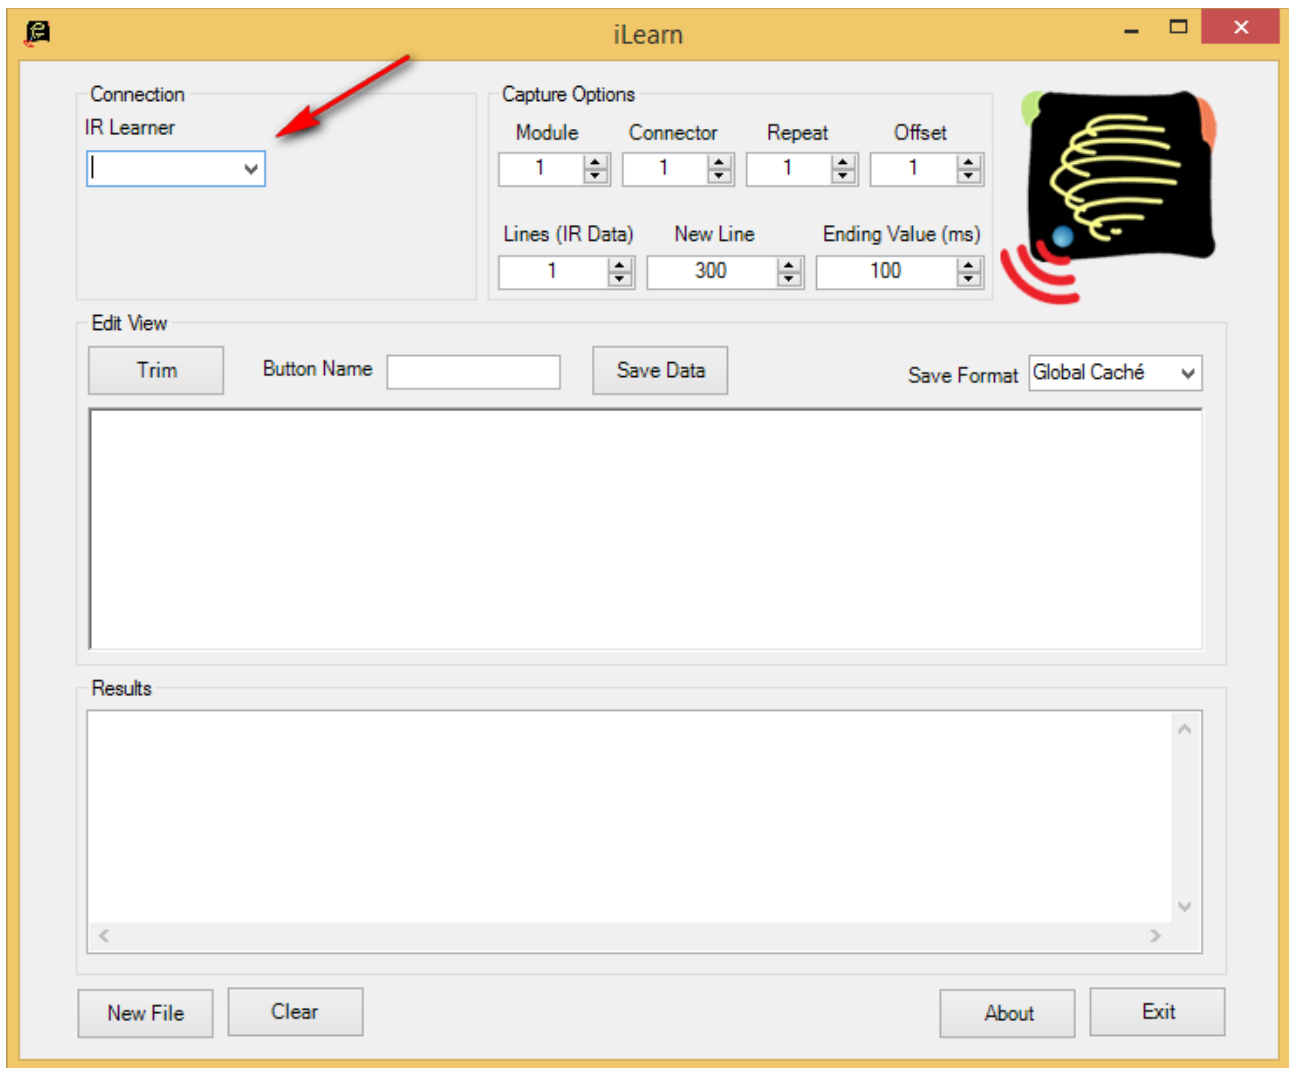 iLearn
Connection
IR Learner
Capture Options
Module Connector Repeat Offset
1 1 1 1
Lines (IR Data) New Line Ending Value (ms)
1 300 100
Edit View
Trim Button Name Save Data Save Format Global Caché
Results
New File Clear About Exit